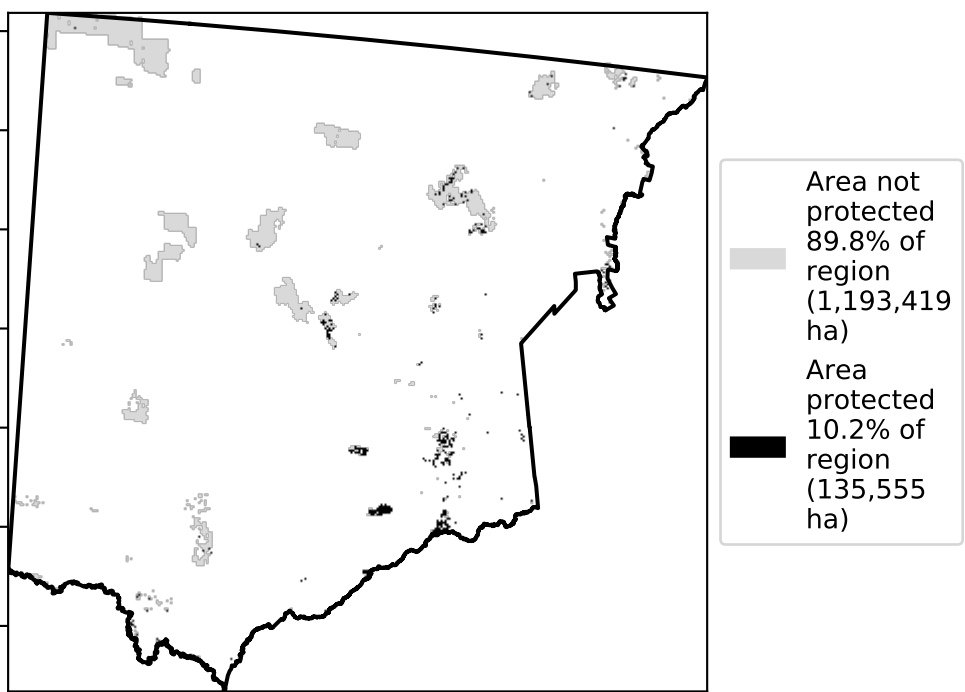 Area not
protected
89.8% of
region
(1,193,419
ha)
Area
protected
10.2% of
region
(135,555
ha)